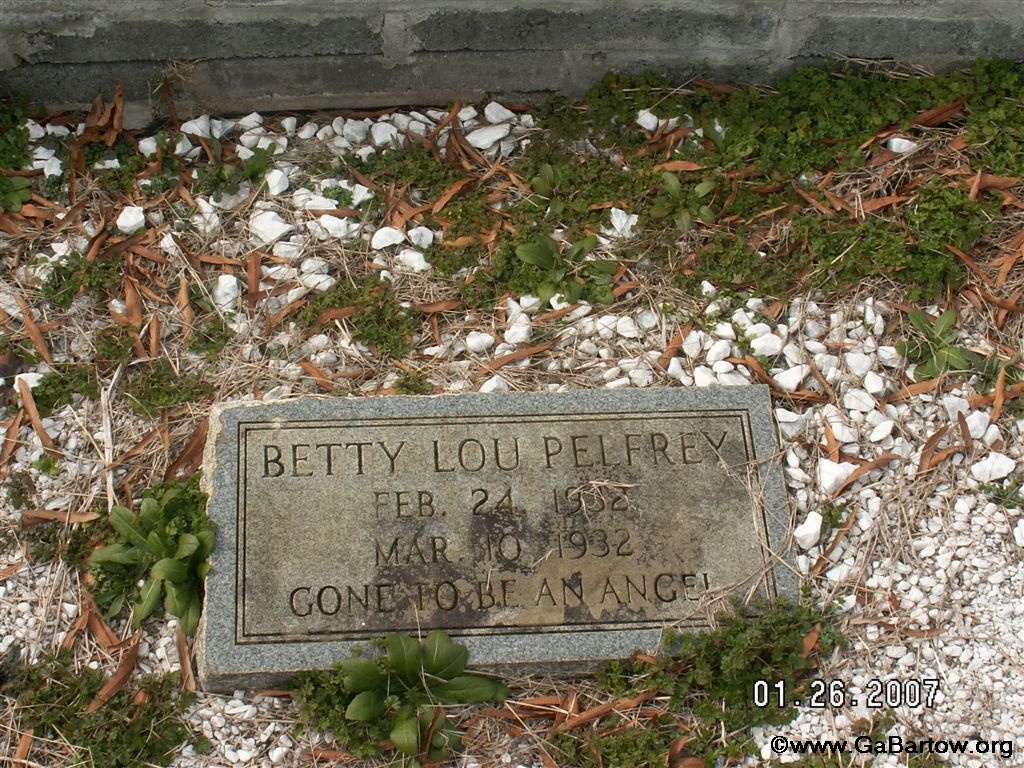 BETTY LOU PELFREY
FEB. 24, 1932
MAR. 10, 1932
GONE TO BE AN ANGEL
01.26.2007
©www.GaBartow.org